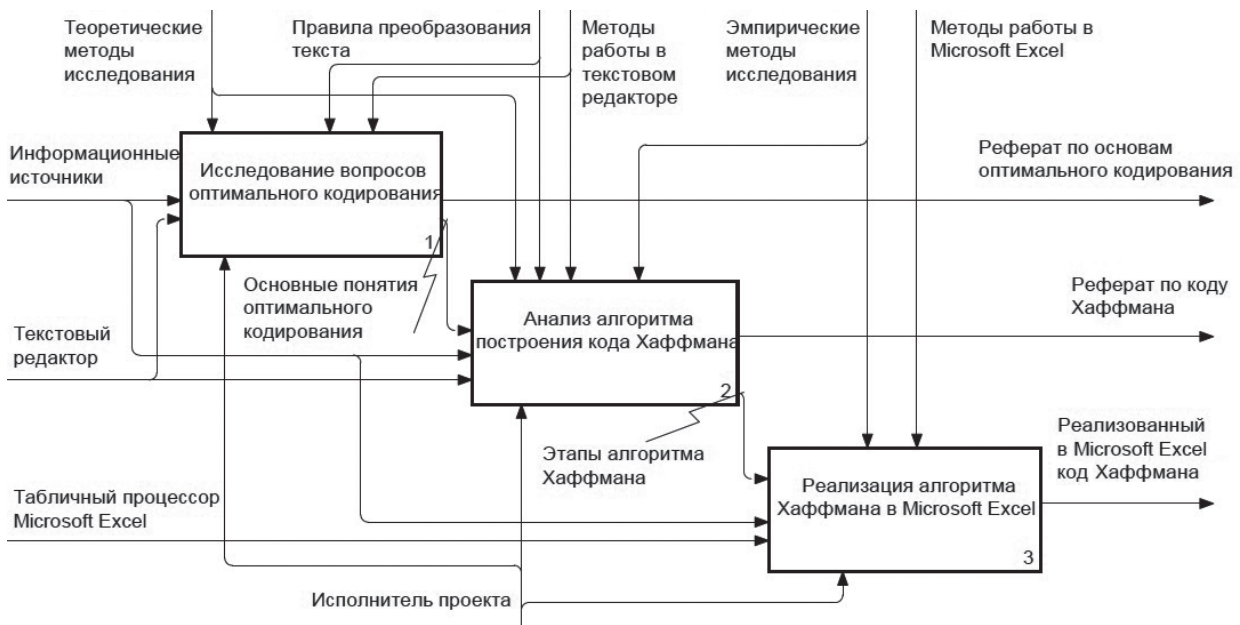 Теоретические
методы
исследования
Правила преобразования
текста
Методы
работы в
текстовом
редакторе
Эмпирические
методы
исследования
Методы работы в
Microsoft Excel
Информационные
источники
Исследование вопросов
оптимального кодирования
1
Реферат по основам
оптимального кодирования
Основные понятия
оптимального
кодирования
Текстовый
редактор
Анализ алгоритма
построения кода Хаффмана
2
Реферат по коду
Хаффмана
Этапы алгоритма
Хаффмана
Табличный процессор
Microsoft Excel
Реализация алгоритма
Хаффмана в Microsoft Excel
3
Реализованный
в Microsoft Excel
код Хаффмана
Исполнитель проекта